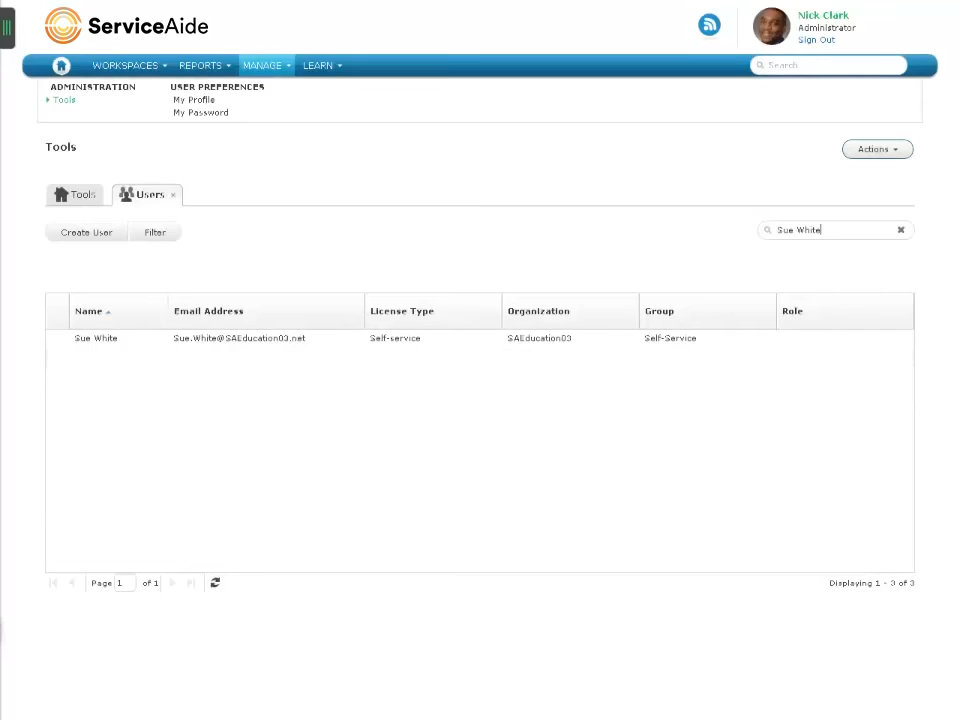 ServiceAide
Nick Clark
Administrator
Sign Out
WORKSPACES REPORTS MANAGE LEARN Search
ADMINISTRATION USER PREFERENCES
Tools My Profile
My Password
Tools Actions
Tools Users ×
Create User Filter Sue White
Name Email Address License Type Organization Group Role
Sue White Sue.White@SAEducation03.net Self-service SAEducation03 Self-Service
Page 1 of 1 Displaying 1 - 3 of 3